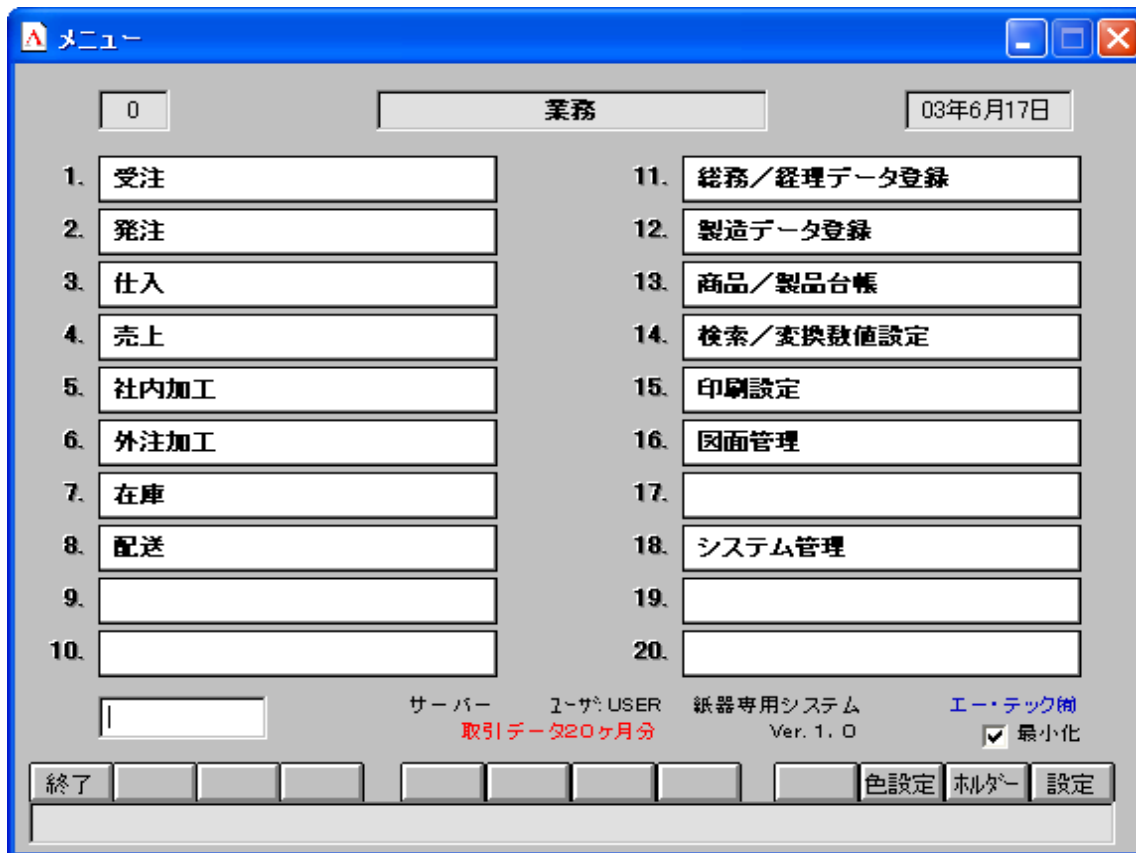 メニュー
0 業務 03年6月17日
1. 受注
2. 発注
3. 仕入
4. 売上
5. 社内加工
6. 外注加工
7. 在庫
8. 配送
9.
10.
11. 総務／経理データ登録
12. 製造データ登録
13. 商品／製品台帳
14. 検索／変換数値設定
15. 印刷設定
16. 図面管理
17.
18. システム管理
19.
20.
サーバー ﾕｰｻﾞ:USER 紙器専用システム エー・テック㈲
取引データ20ヶ月分 Ver.1.0 最小化
終了 色設定 ﾎﾙﾀﾞｰ 設定